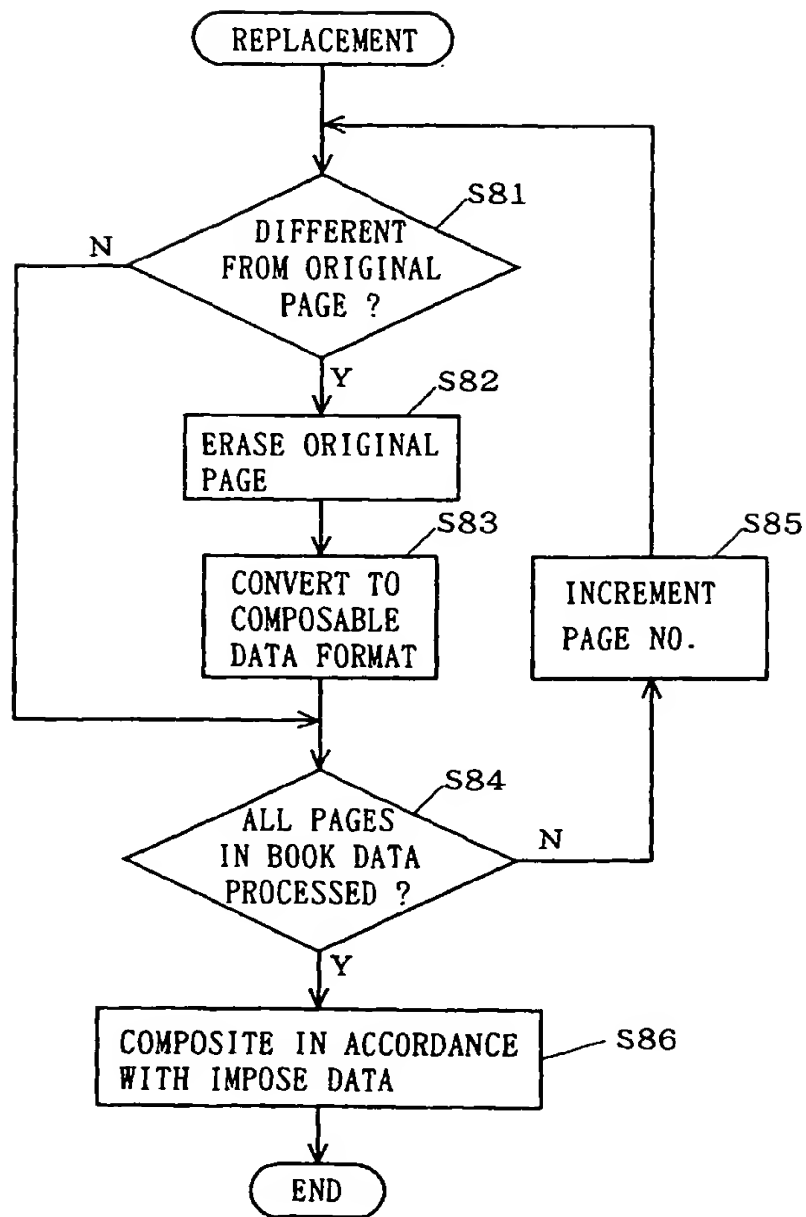 REPLACEMENT
S81
N
DIFFERENT
FROM ORIGINAL
PAGE ?
Y
S82
ERASE ORIGINAL
PAGE
S83
CONVERT TO
COMPOSABLE
DATA FORMAT
S85
INCREMENT
PAGE NO.
S84
ALL PAGES
IN BOOK DATA
PROCESSED ?
N
Y
COMPOSITE IN ACCORDANCE
WITH IMPOSE DATA
S86
END